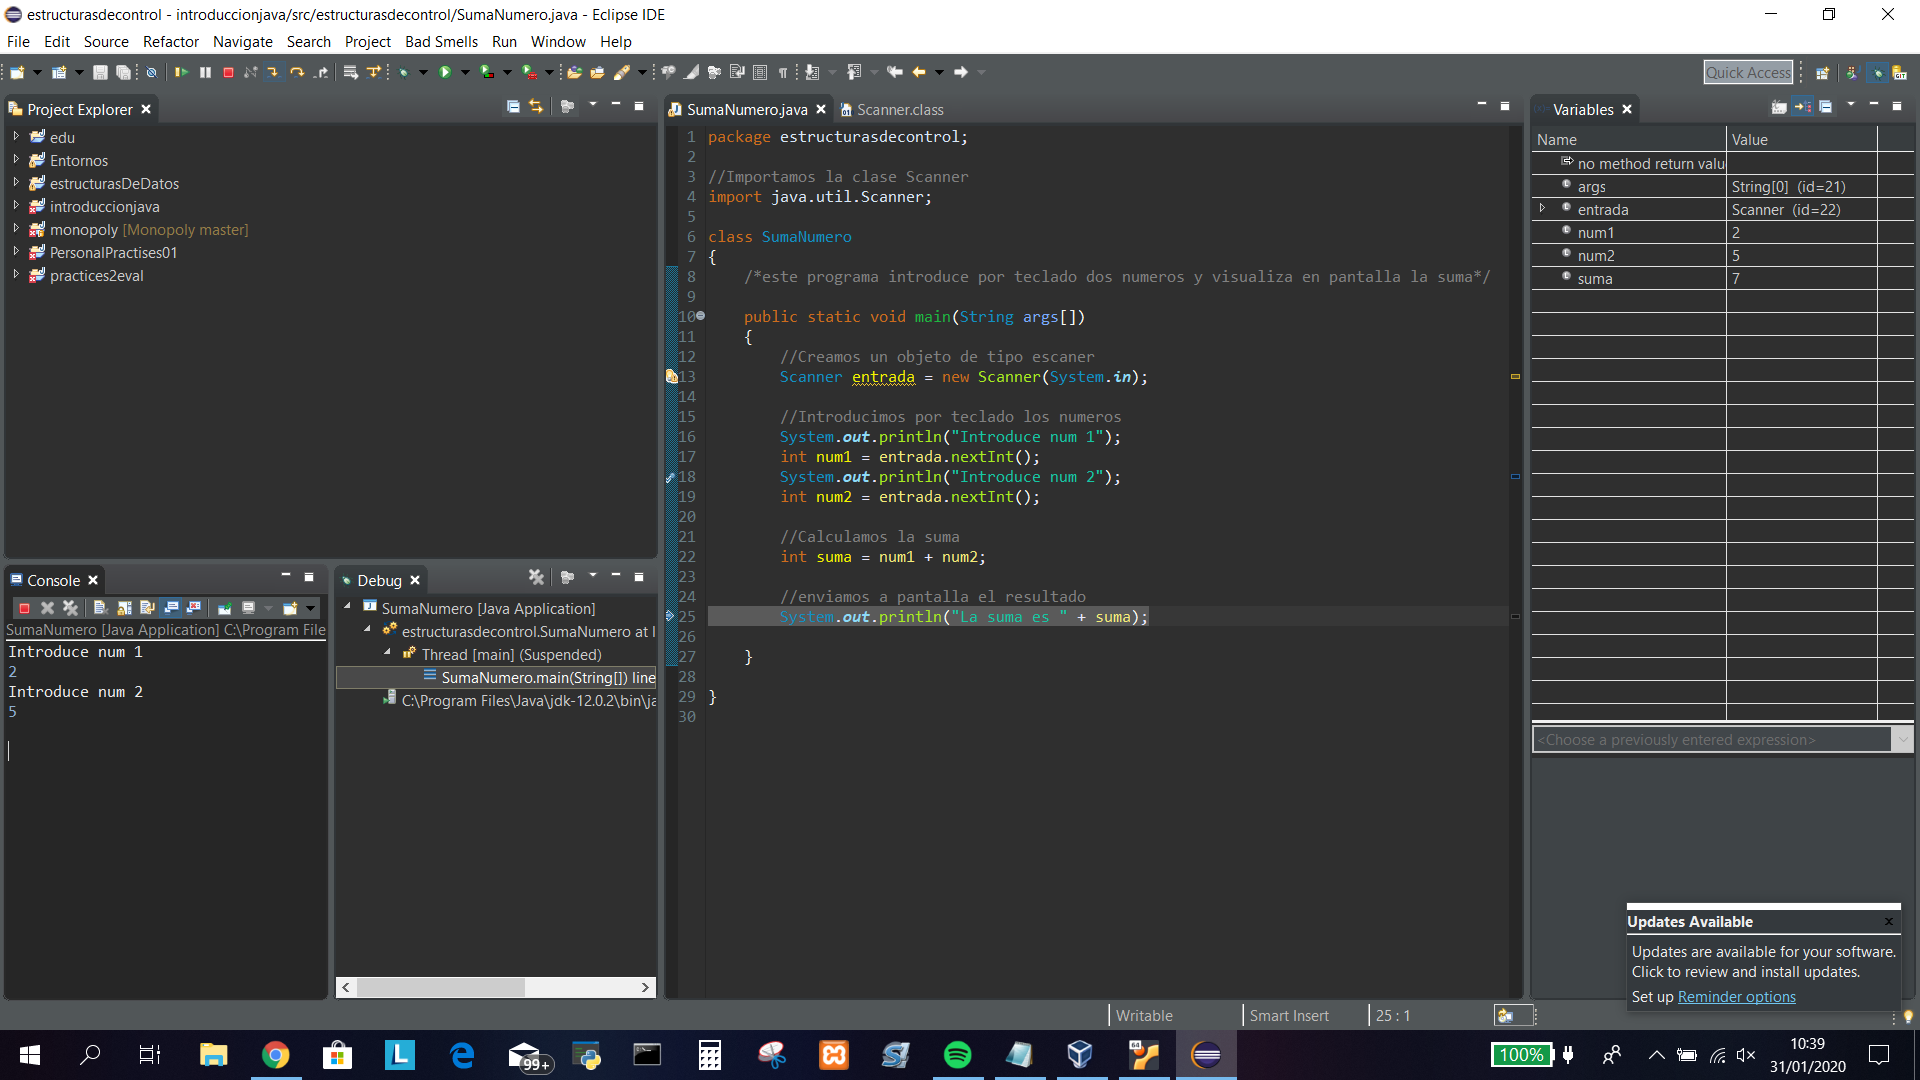 estructurasdecontrol - introduccionjava/src/estructurasdecontrol/SumaNumero.java - Eclipse IDE
File Edit Source Refactor Navigate Search Project Bad Smells Run Window Help
Quick Access
Project Explorer
edu
Entornos
estructurasDeDatos
introduccionjava
monopoly [Monopoly master]
PersonalPractises01
practices2eval
SumaNumero.java Scanner.class
1 package estructurasdecontrol;
2
3 //Importamos la clase Scanner
4 import java.util.Scanner;
5
6 class SumaNumero
7 {
8 /*este programa introduce por teclado dos numeros y visualiza en pantalla la suma*/
9
10 public static void main(String args[])
11 {
12 //Creamos un objeto de tipo escaner
13 Scanner entrada = new Scanner(System.in);
14
15 //Introducimos por teclado los numeros
16 System.out.println("Introduce num 1");
17 int num1 = entrada.nextInt();
18 System.out.println("Introduce num 2");
19 int num2 = entrada.nextInt();
20
21 //Calculamos la suma
22 int suma = num1 + num2;
23
24 //enviamos a pantalla el resultado
25 System.out.println("La suma es " + suma);
26
27 }
28
29 }
30
Variables
Name Value
no method return valu
args String[0] (id=21)
entrada Scanner (id=22)
num1 2
num2 5
suma 7
<Choose a previously entered expression>
Console
SumaNumero [Java Application] C:\Program File
Introduce num 1
2
Introduce num 2
5
Debug
SumaNumero [Java Application]
estructurasdecontrol.SumaNumero at l
Thread [main] (Suspended)
SumaNumero.main(String[]) line
C:\Program Files\Java\jdk-12.0.2\bin\ja
Updates Available
Updates are available for your software.
Click to review and install updates.
Set up Reminder options
Writable Smart Insert 25 : 1
99+
64
100%
10:39
31/01/2020